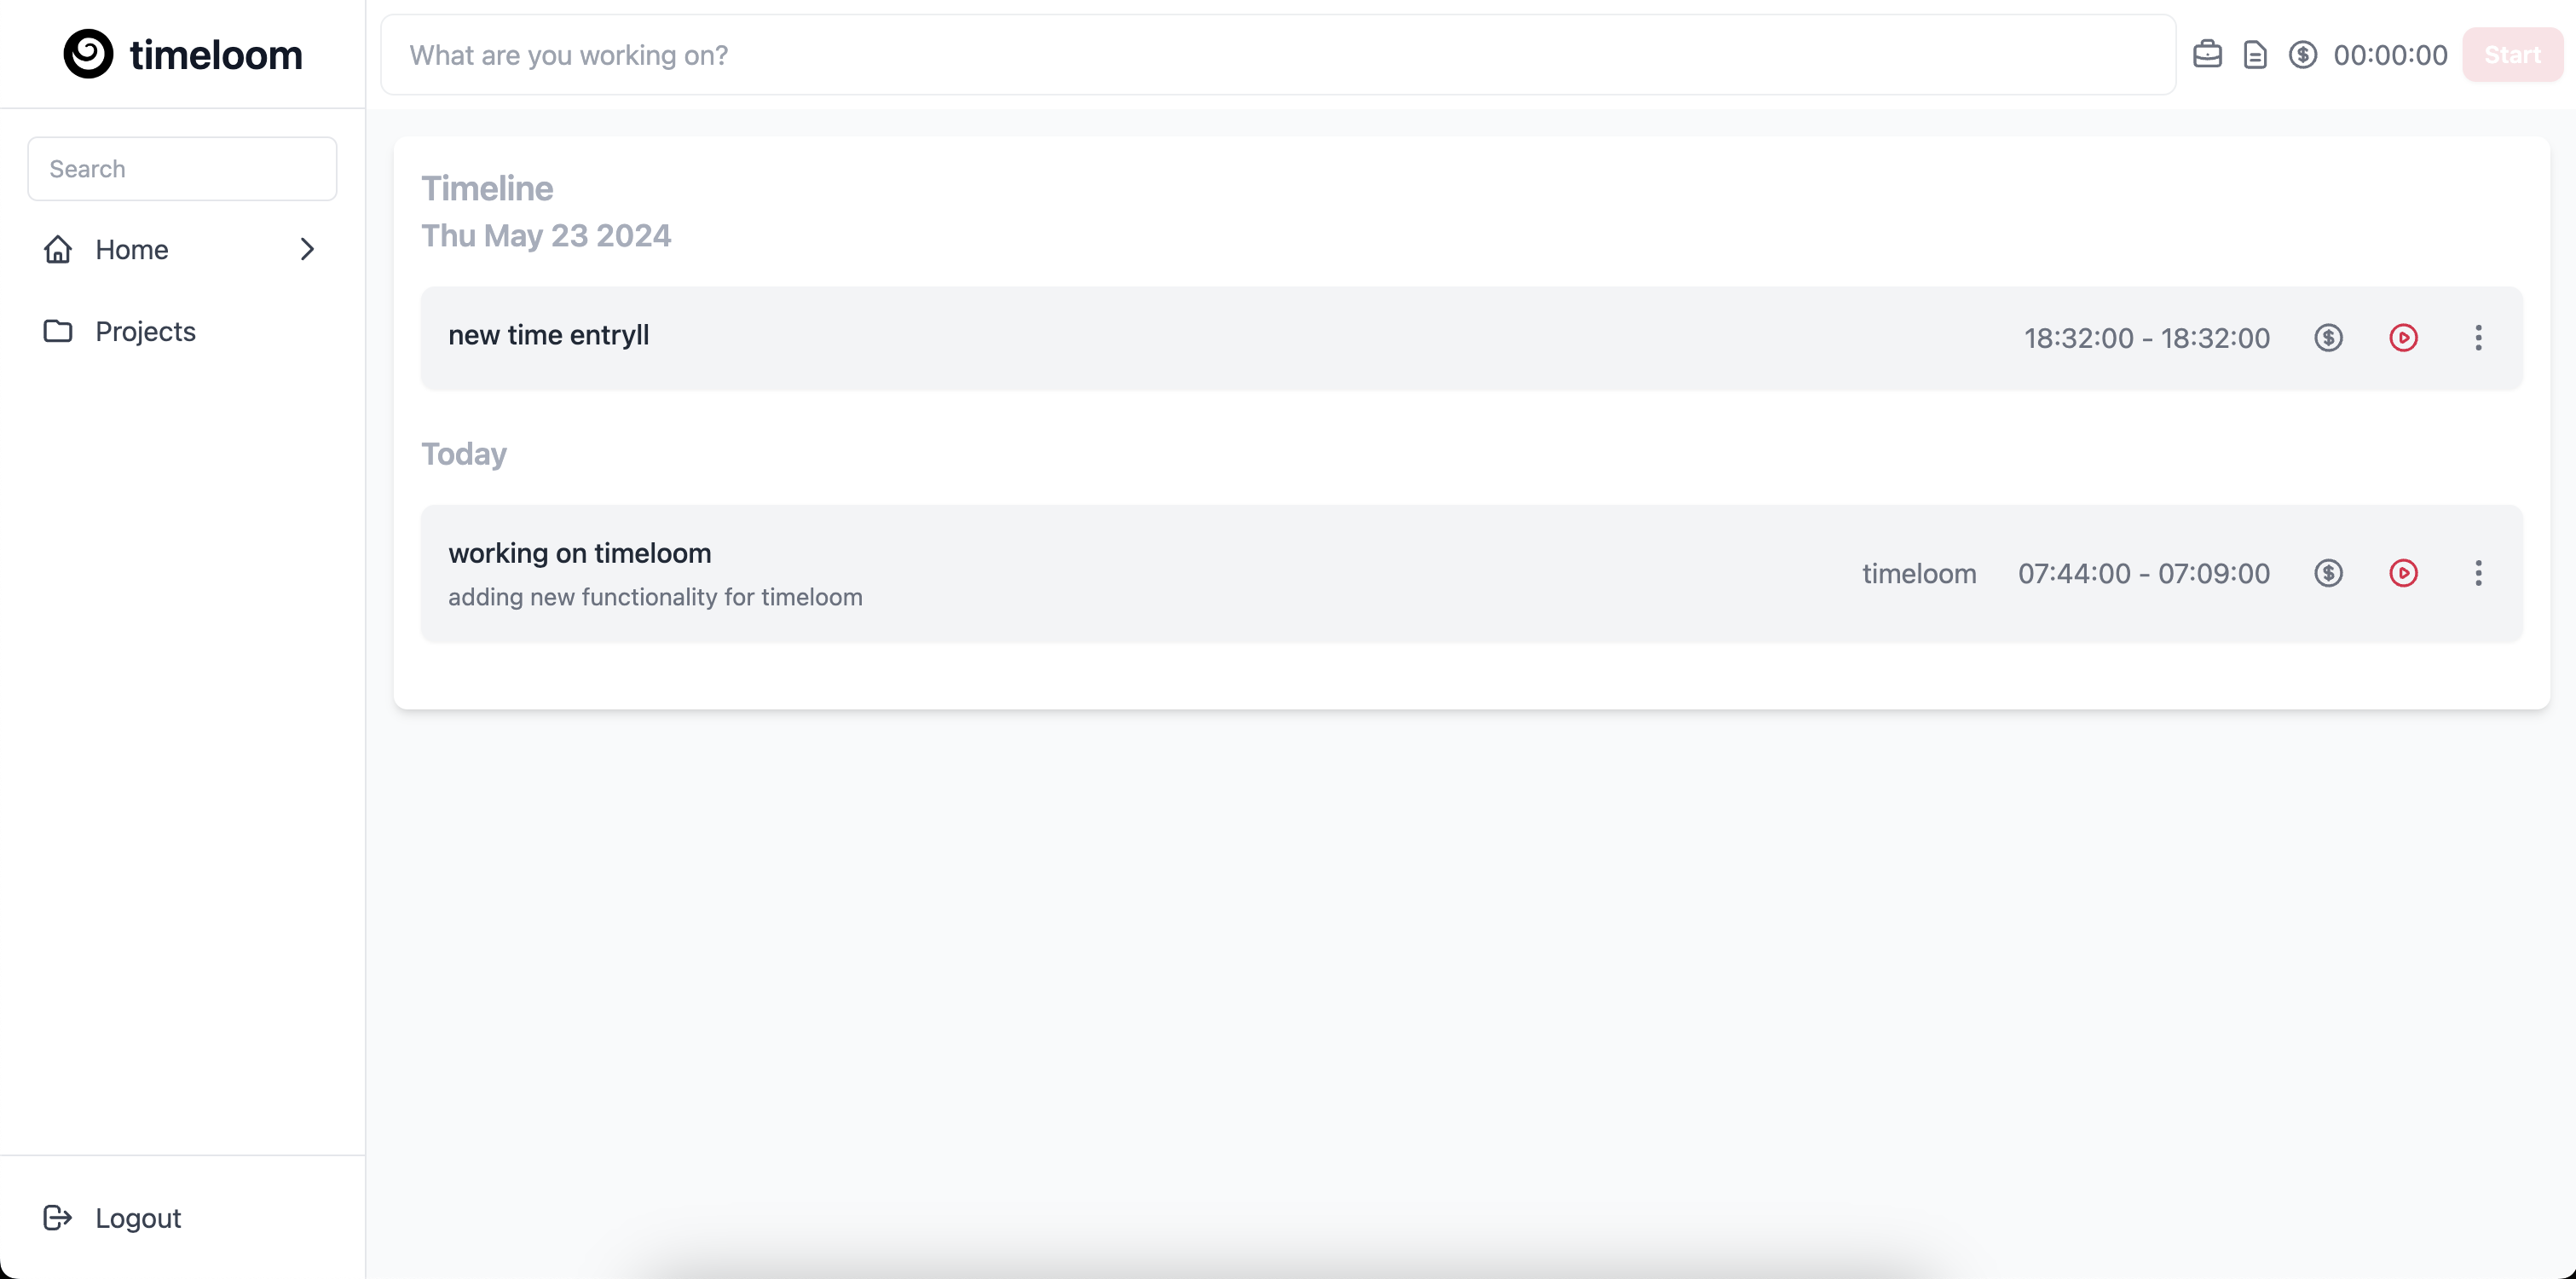 timeloom
What are you working on?
00:00:00
Start
Search
Home
Projects
Timeline
Thu May 23 2024
new time entryll
18:32:00 - 18:32:00
Today
working on timeloom
adding new functionality for timeloom
timeloom
07:44:00 - 07:09:00
Logout